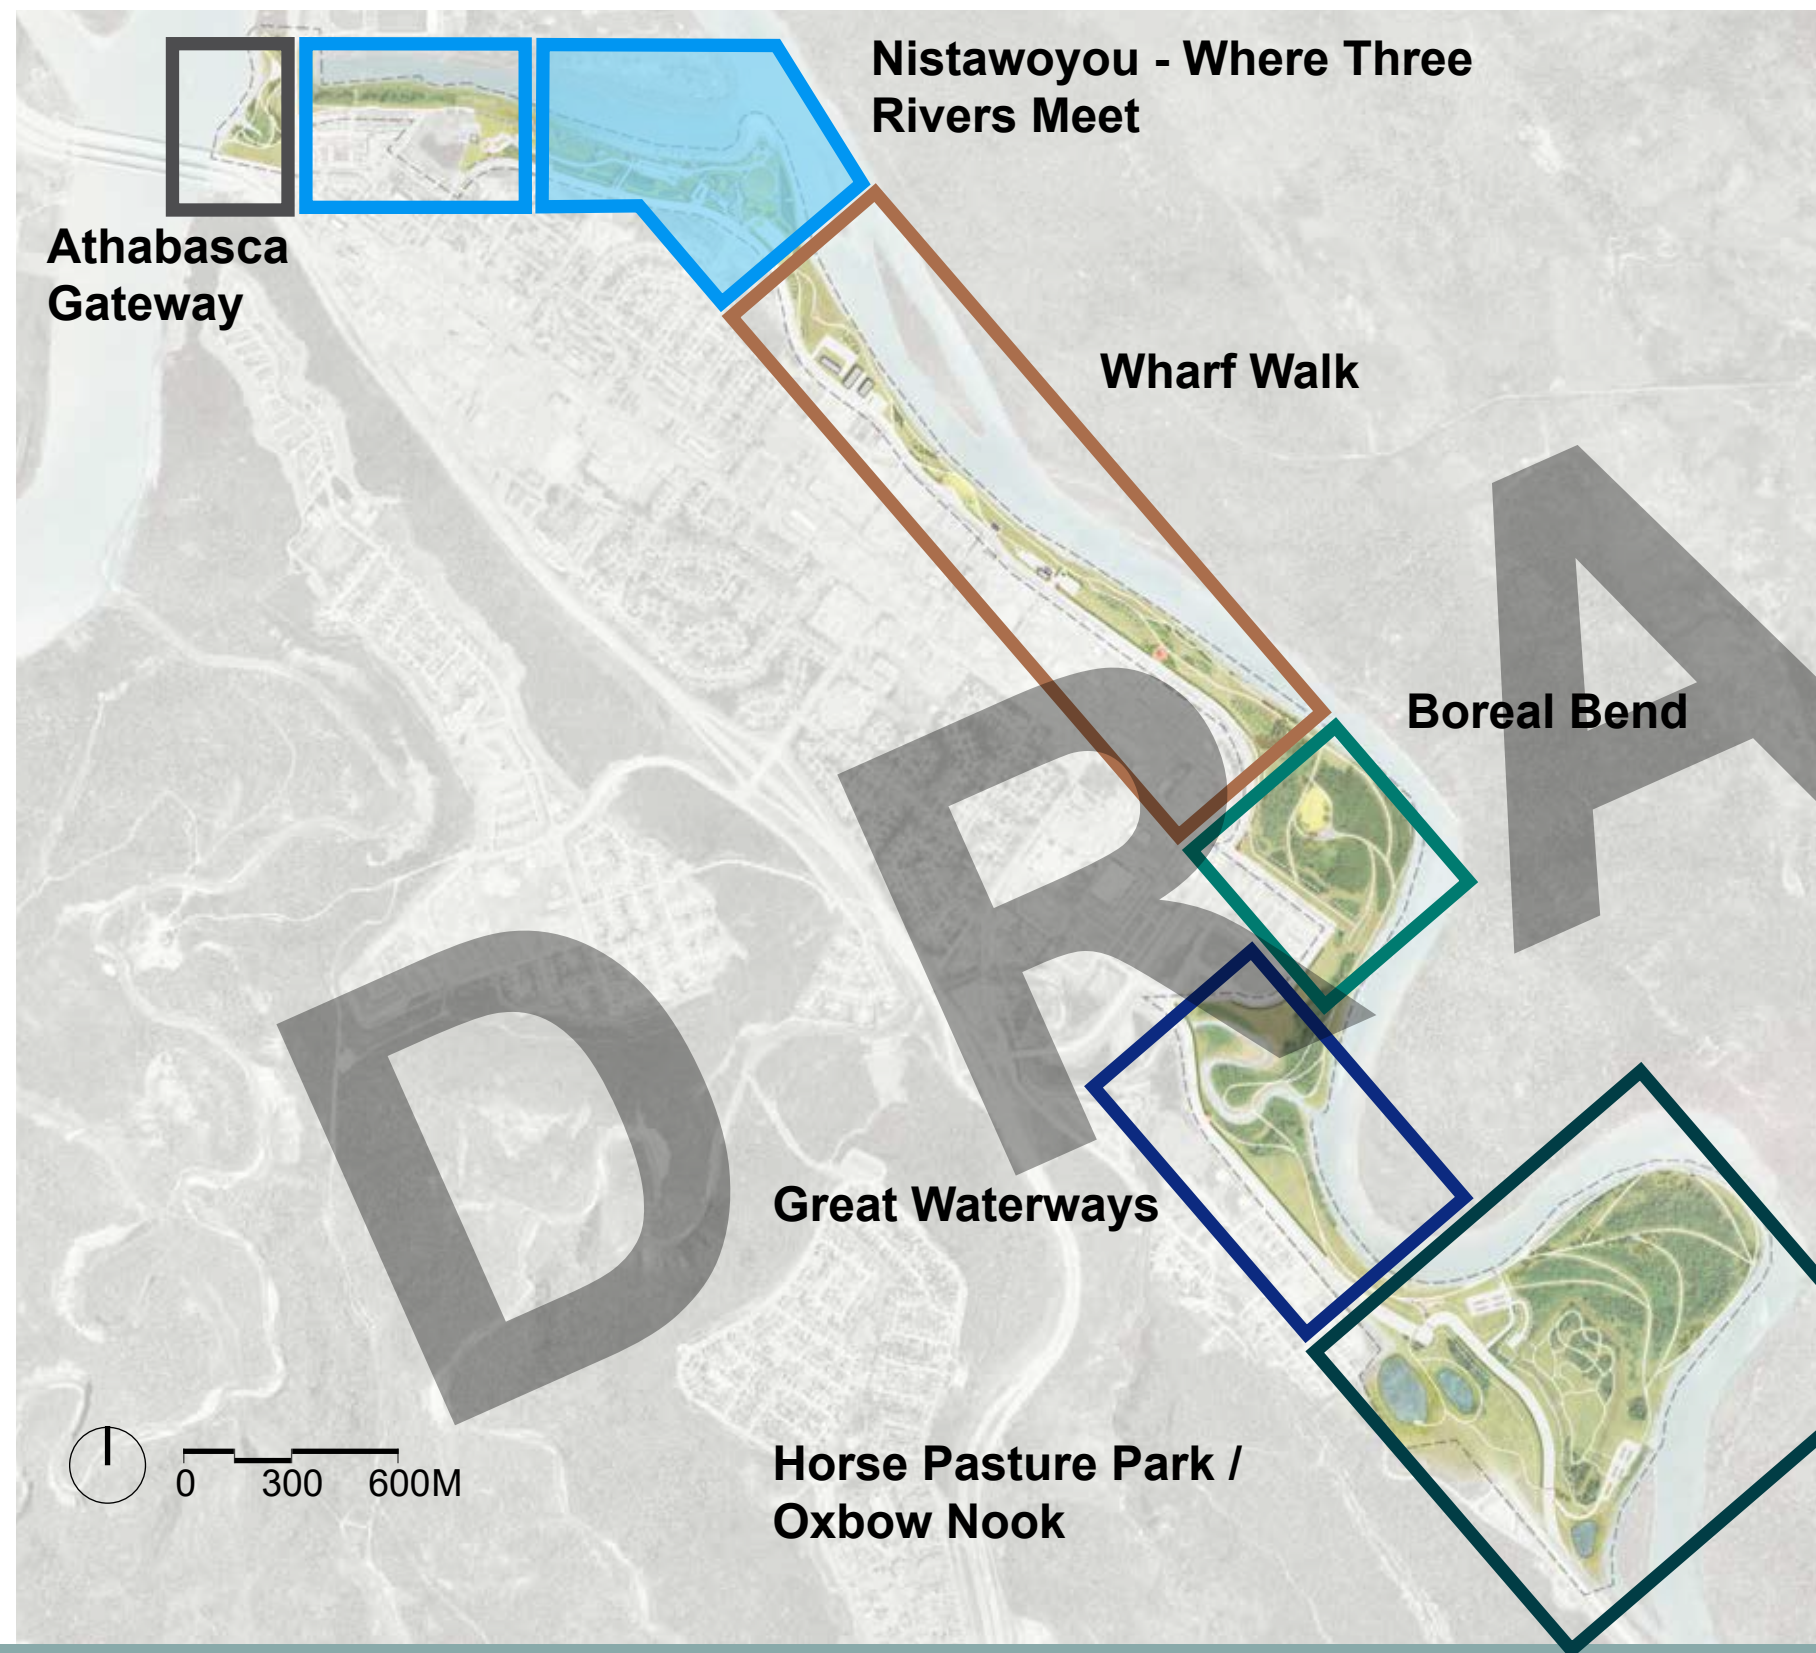 Nistawoyou - Where Three
Rivers Meet
Athabasca
Gateway
Wharf Walk
Boreal Bend
Great Waterways
Horse Pasture Park /
Oxbow Nook
0 300 600M
DRA